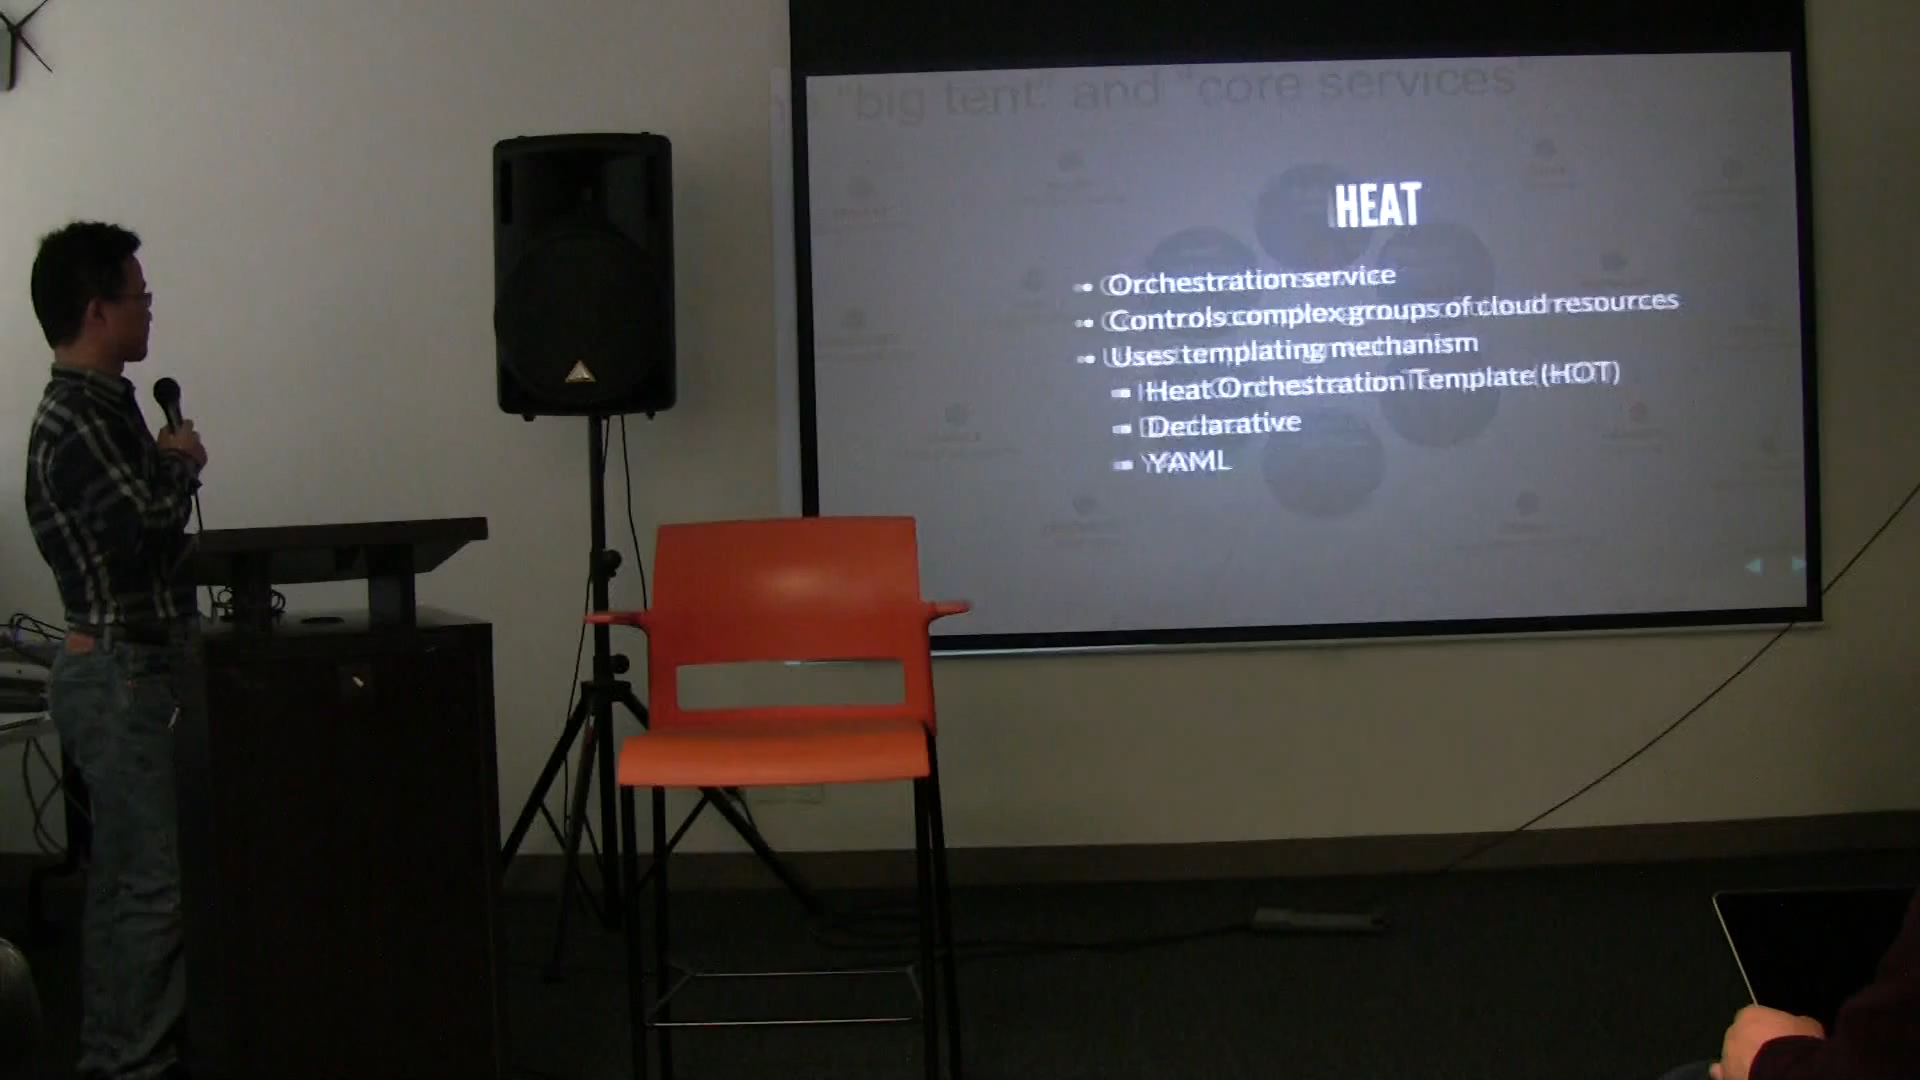 "big tent" and "core services"
HEAT
Orchestration service
Controls complex groups of cloud resources
Uses templating mechanism
Heat Orchestration Template (HOT)
Declarative
YAML